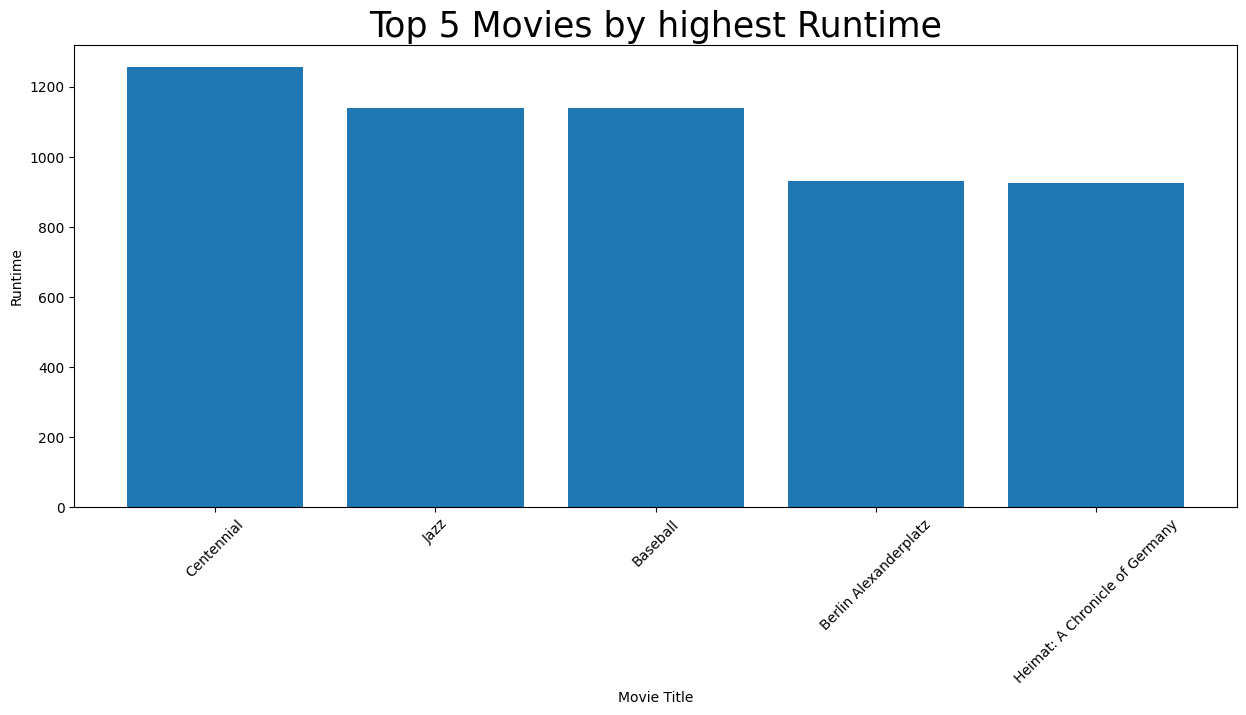 Top 5 Movies by highest Runtime
Runtime
1200
1000
800
600
400
200
0
Centennial
Jazz
Baseball
Berlin Alexanderplatz
Heimat: A Chronicle of Germany
Movie Title